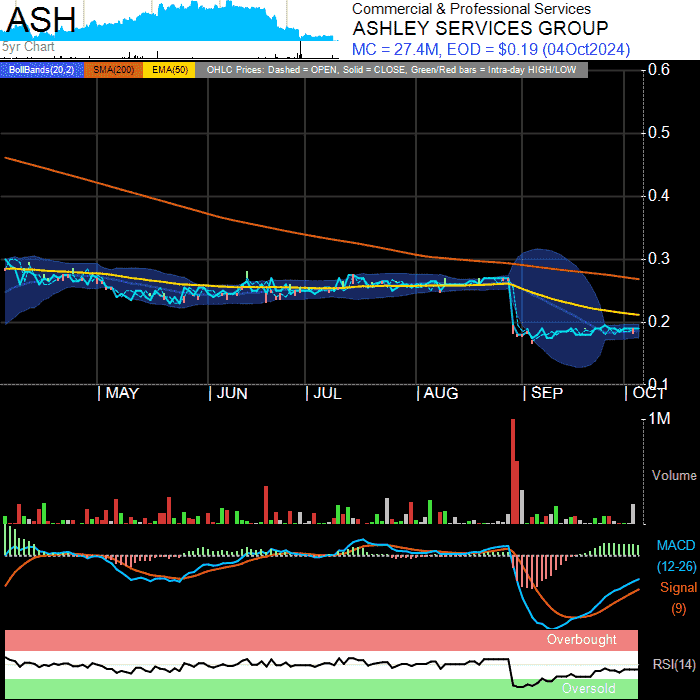 ASH
5yr Chart
Commercial & Professional Services
ASHLEY SERVICES GROUP
MC = 27.4M, EOD = $0.19 (04Oct2024)
BollBands(20,2) SMA(200) EMA(50) OHLC Prices: Dashed = OPEN, Solid = CLOSE, Green/Red bars = Intra-day HIGH/LOW
0.6
0.5
0.4
0.3
0.2
0.1
MAY JUN JUL AUG SEP OCT
1M
Volume
MACD
(12-26)
Signal
(9)
Overbought
RSI(14)
Oversold